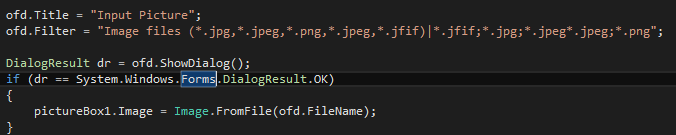 ofd.Title = "Input Picture";
ofd.Filter = "Image files (*.jpg,*.jpeg,*.png,*.jpeg,*.jfif)|*.jfif;*.jpg;*.jpeg*.jpeg;*.png";
DialogResult dr = ofd.ShowDialog();
if (dr == System.Windows.Forms.DialogResult.OK)
{
pictureBox1.Image = Image.FromFile(ofd.FileName);
}